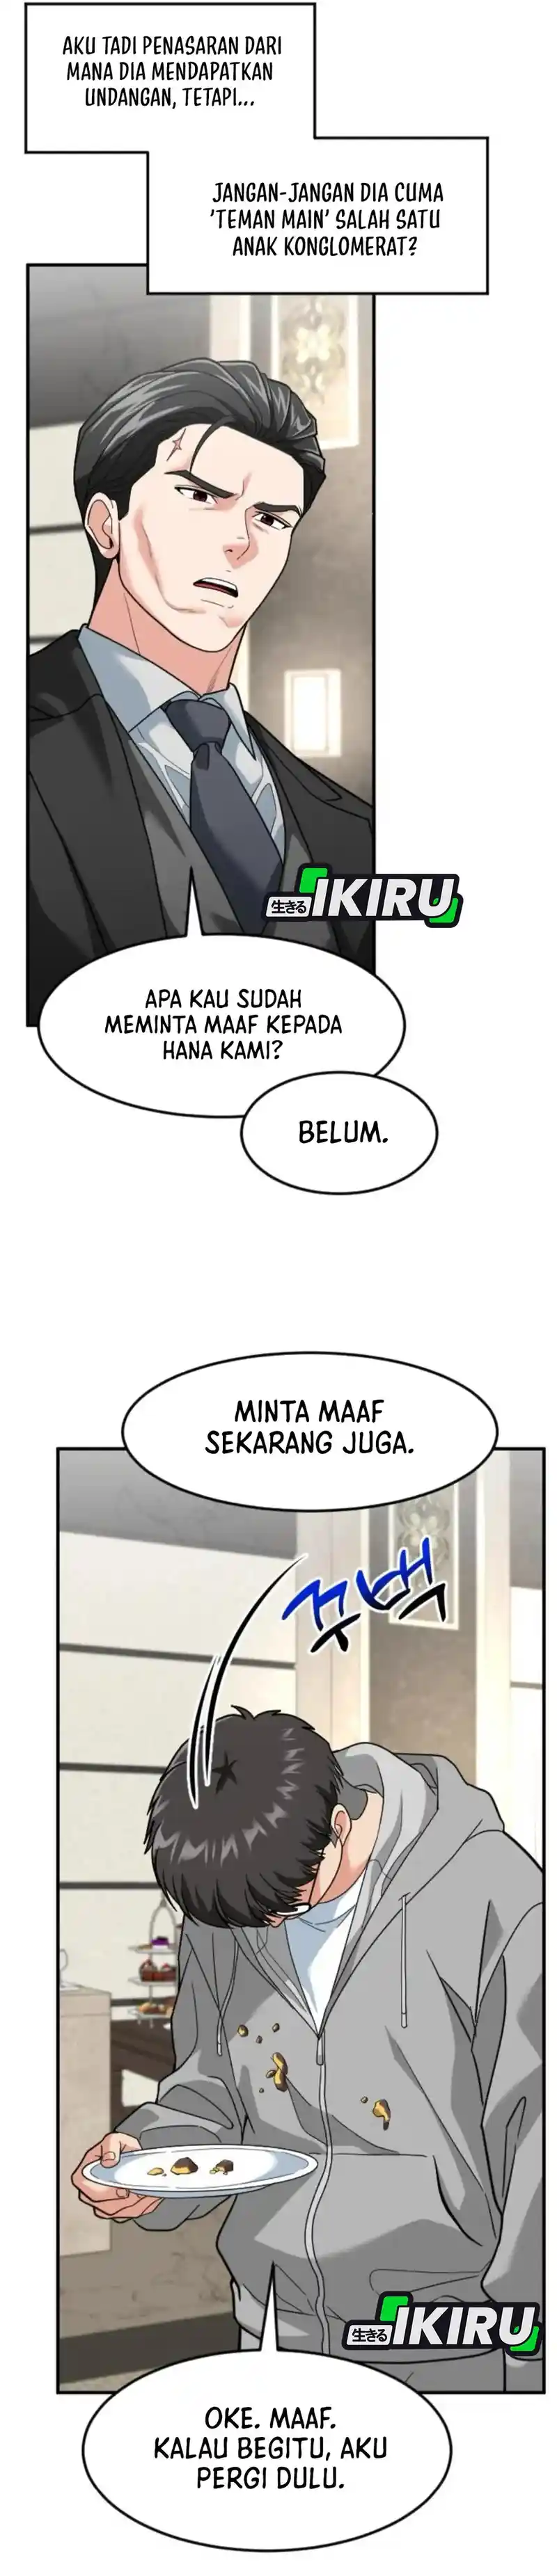 AKU TADI PENASARAN DARI
MANA DIA MENDAPATKAN
UNDANGAN, TETAPI...
JANGAN-JANGAN DIA CUMA
'TEMAN MAIN' SALAH SATU
ANAK KONGLOMERAT?
生きる IKIRU
APA KAU SUDAH
MEMINTA MAAF KEPADA
HANA KAMI?
BELUM.
MINTA MAAF
SEKARANG JUGA.
꾸벅
生きる IKIRU
OKE. MAAF.
KALAU BEGITU, AKU
PERGI DULU.